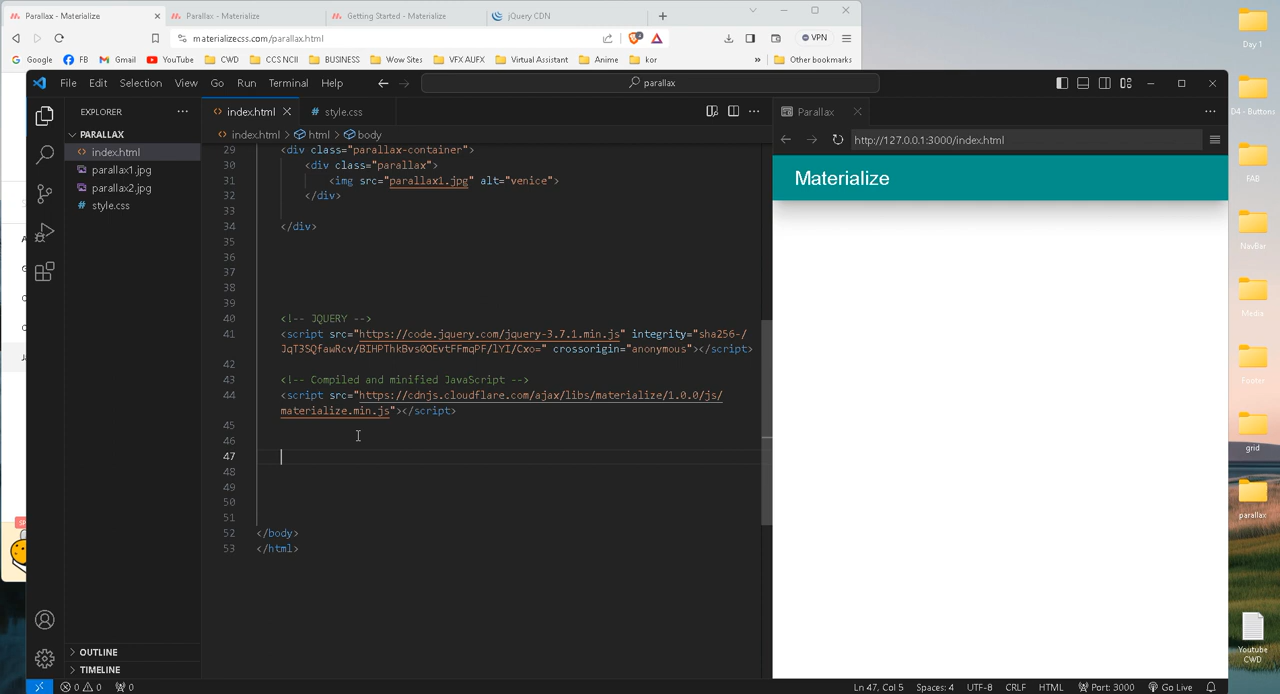 Parallax - Materialize
Parallax - Materialize
Getting Started - Materialize
jQuery CDN
materializecss.com/parallax.html
VPN
Google
FB
Gmail
YouTube
CWD
CCS NCII
BUSINESS
Wow Sites
VFX AUFX
Virtual Assistant
Anime
kor
»
Other bookmarks
File Edit Selection View Go Run Terminal Help
parallax
EXPLORER
PARALLAX
index.html
parallax1.jpg
parallax2.jpg
style.css
OUTLINE
TIMELINE
index.html
style.css
index.html > html > body
29 <div class="parallax-container">
30 <div class="parallax">
31 <img src="parallax1.jpg" alt="venice">
32 </div>
33
34 </div>
35
36
37
38
39
40 <!-- JQUERY -->
41 <script src="https://code.jquery.com/jquery-3.7.1.min.js" integrity="sha256-/
JqT3SQfawRcv/BIHPThkBvs0OEvtFFmqPF/lYI/Cxo=" crossorigin="anonymous"></script>
42
43 <!-- Compiled and minified JavaScript -->
44 <script src="https://cdnjs.cloudflare.com/ajax/libs/materialize/1.0.0/js/
materialize.min.js"></script>
45
46
47
48
49
50
51
52 </body>
53 </html>
Parallax
http://127.0.0.1:3000/index.html
Materialize
0 0 0
Ln 47, Col 5 Spaces: 4 UTF-8 CRLF HTML Port: 3000 Go Live
Day 1
D4 - Buttons
FAB
NavBar
Media
Footer
grid
parallax
Youtube
CWD